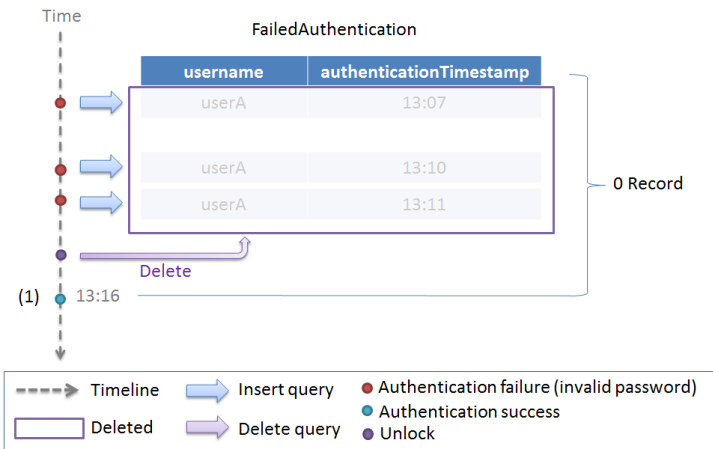 Time
FailedAuthentication
username authenticationTimestamp
userA 13:07
userA 13:10
userA 13:11
0 Record
Delete
(1) 13:16
Timeline Insert query Authentication failure (invalid password)
Authentication success
Deleted Delete query Unlock